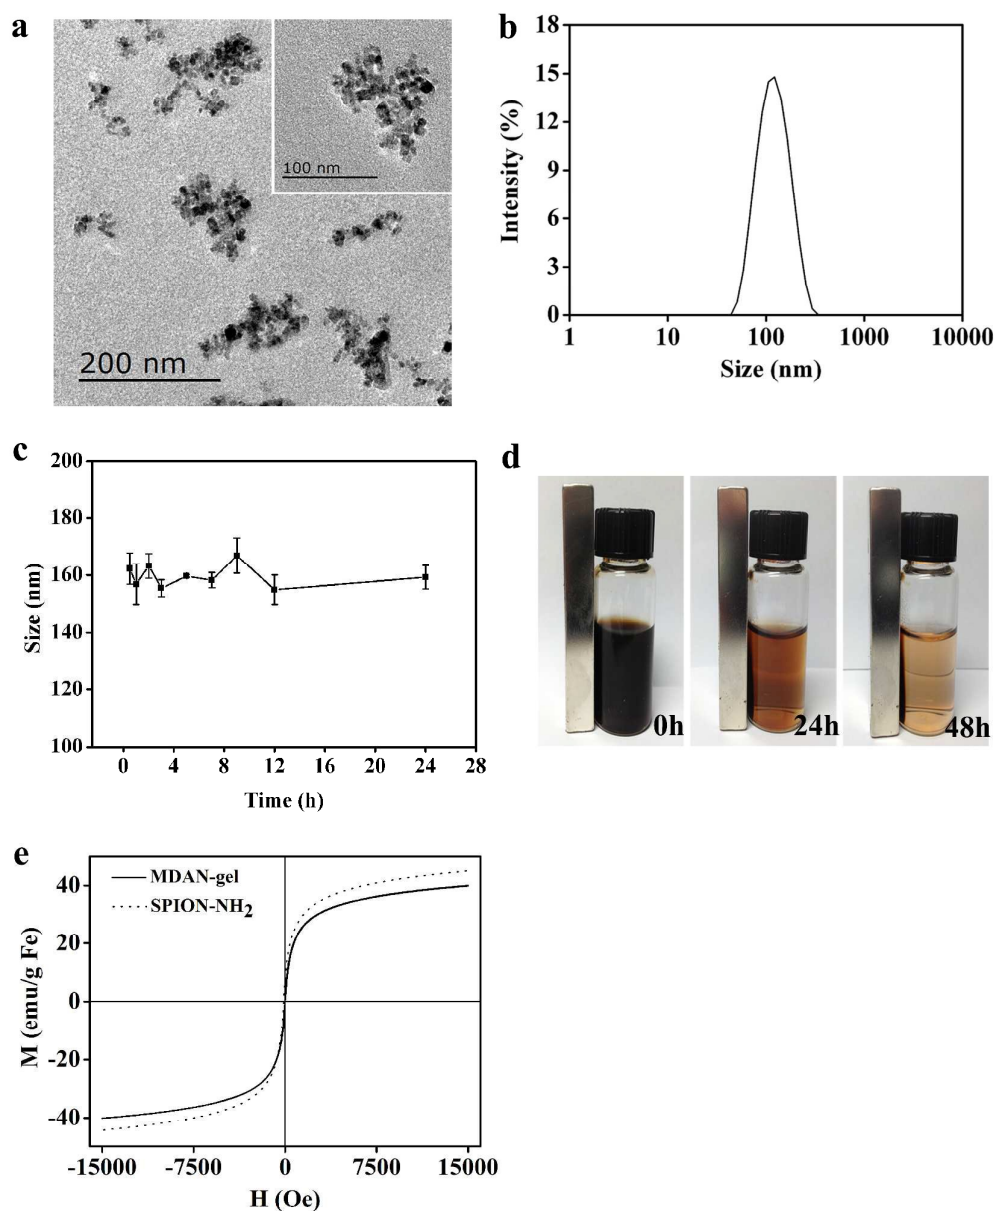 a
100 nm
200 nm
b
18
15
12
9
6
3
0
Intensity (%)
1 10 100 1000 10000
Size (nm)
c
200
180
160
140
120
100
Size (nm)
0 4 8 12 16 20 24 28
Time (h)
d
0h
24h
48h
e
MDAN-gel
SPION-NH2
40
20
0
-20
-40
M (emu/g Fe)
-15000 -7500 0 7500 15000
H (Oe)